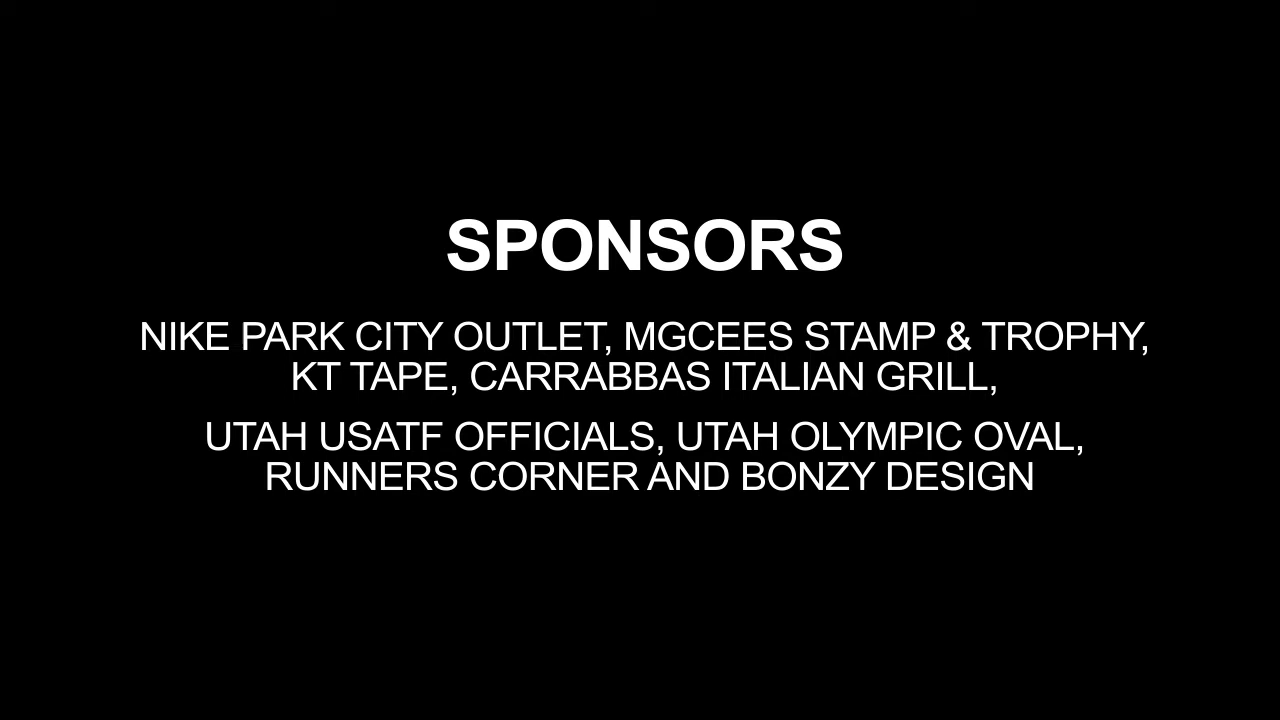 SPONSORS
NIKE PARK CITY OUTLET, MGCEES STAMP & TROPHY,
KT TAPE, CARRABBAS ITALIAN GRILL,
UTAH USATF OFFICIALS, UTAH OLYMPIC OVAL,
RUNNERS CORNER AND BONZY DESIGN